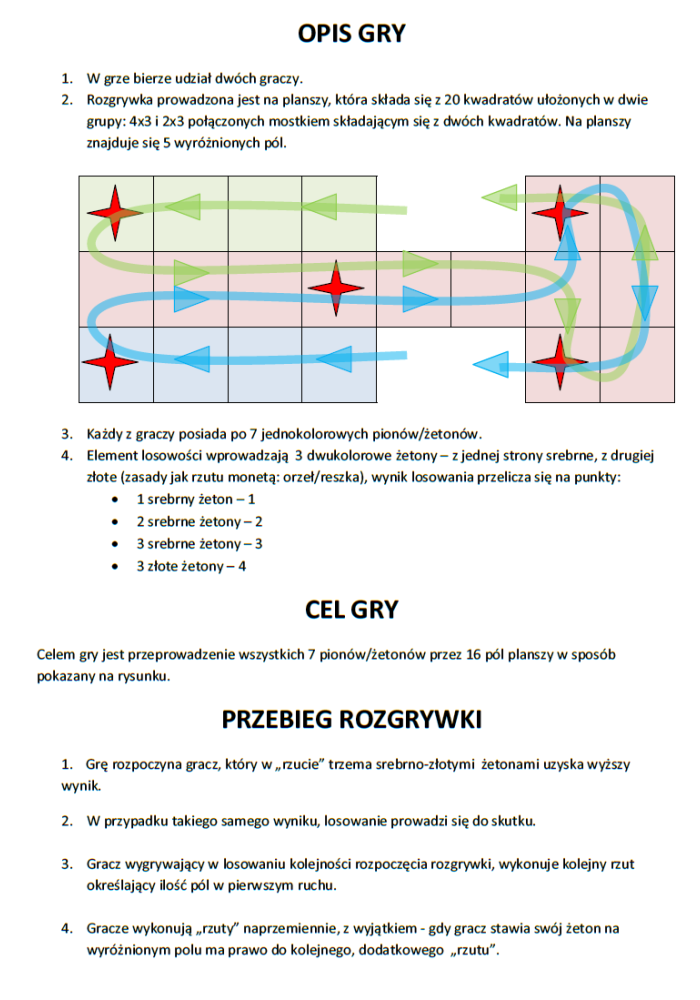 OPIS GRY
1. W grze bierze udział dwóch graczy.
2. Rozgrywka prowadzona jest na planszy, która składa się z 20 kwadratów ułożonych w dwie
grupy: 4x3 i 2x3 połączonych mostkiem składającym się z dwóch kwadratów. Na planszy
znajduje się 5 wyróżnionych pól.
3. Każdy z graczy posiada po 7 jednokolorowych pionów/żetonów.
4. Element losowości wprowadzają 3 dwukolorowe żetony – z jednej strony srebrne, z drugiej
złote (zasady jak rzutu monetą: orzeł/reszka), wynik losowania przelicza się na punkty:
• 1 srebrny żeton – 1
• 2 srebrne żetony – 2
• 3 srebrne żetony – 3
• 3 złote żetony – 4
CEL GRY
Celem gry jest przeprowadzenie wszystkich 7 pionów/żetonów przez 16 pól planszy w sposób
pokazany na rysunku.
PRZEBIEG ROZGRYWKI
1. Grę rozpoczyna gracz, który w „rzucie” trzema srebrno-złotymi żetonami uzyska wyższy
wynik.
2. W przypadku takiego samego wyniku, losowanie prowadzi się do skutku.
3. Gracz wygrywający w losowaniu kolejności rozpoczęcia rozgrywki, wykonuje kolejny rzut
określający ilość pól w pierwszym ruchu.
4. Gracze wykonują „rzuty” naprzemiennie, z wyjątkiem - gdy gracz stawia swój żeton na
wyróżnionym polu ma prawo do kolejnego, dodatkowego „rzutu”.